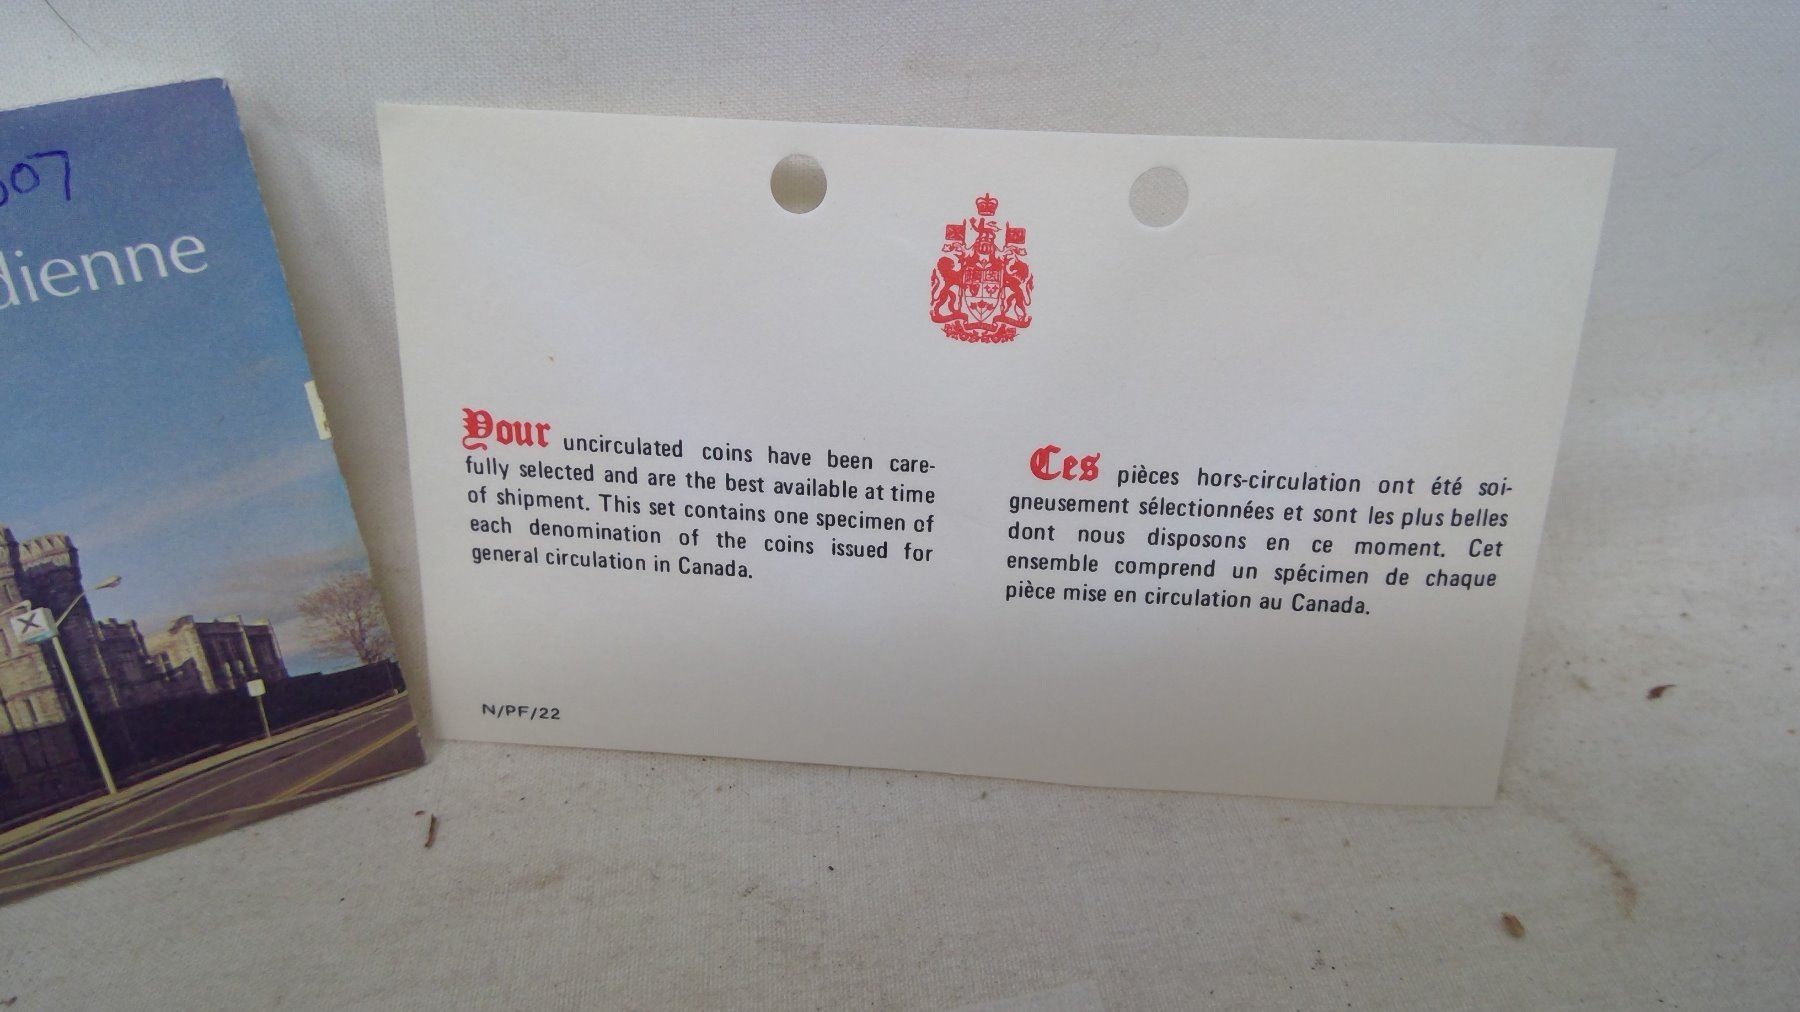 007
dienne
Your uncirculated coins have been care-
fully selected and are the best available at time
of shipment. This set contains one specimen of
each denomination of the coins issued for
general circulation in Canada.
N/PF/22
Ces pièces hors-circulation ont été soi-
gneusement sélectionnées et sont les plus belles
dont nous disposons en ce moment. Cet
ensemble comprend un spécimen de chaque
pièce mise en circulation au Canada.